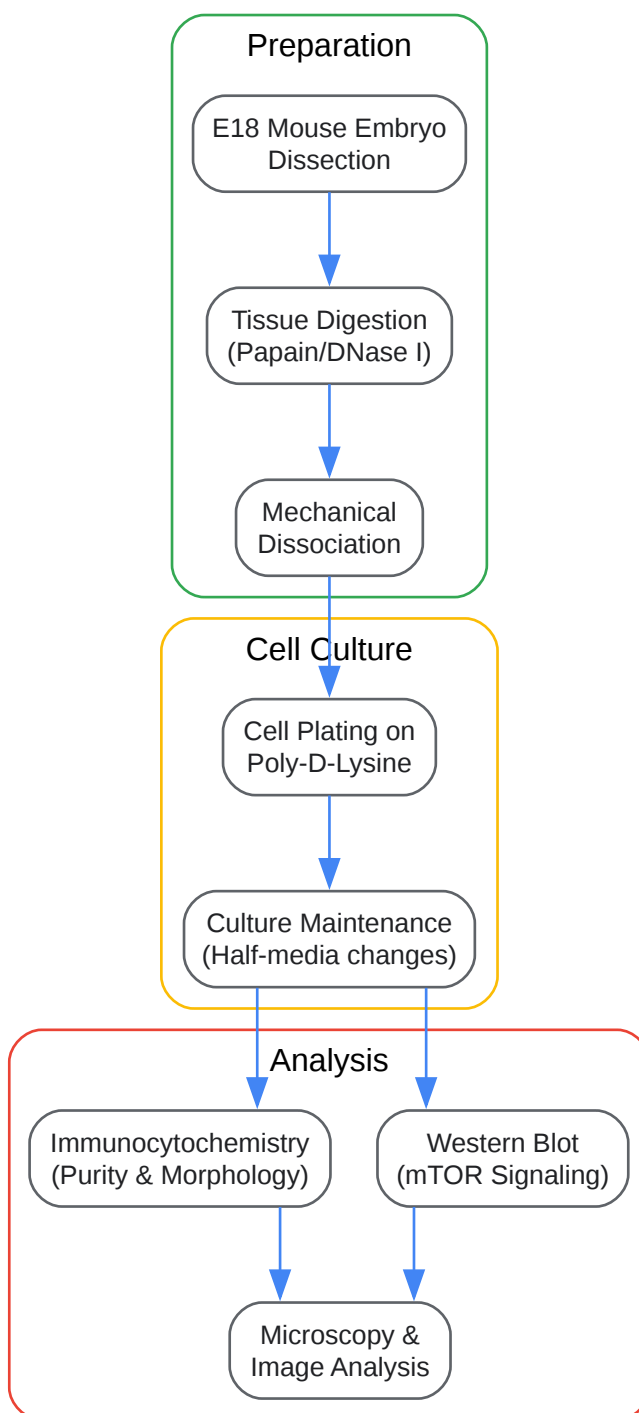 Preparation
E18 Mouse Embryo
Dissection
Tissue Digestion
(Papain/DNase I)
Mechanical
Dissociation
Cell Culture
Cell Plating on
Poly-D-Lysine
Culture Maintenance
(Half-media changes)
Analysis
Immunocytochemistry
(Purity & Morphology)
Western Blot
(mTOR Signaling)
Microscopy &
Image Analysis